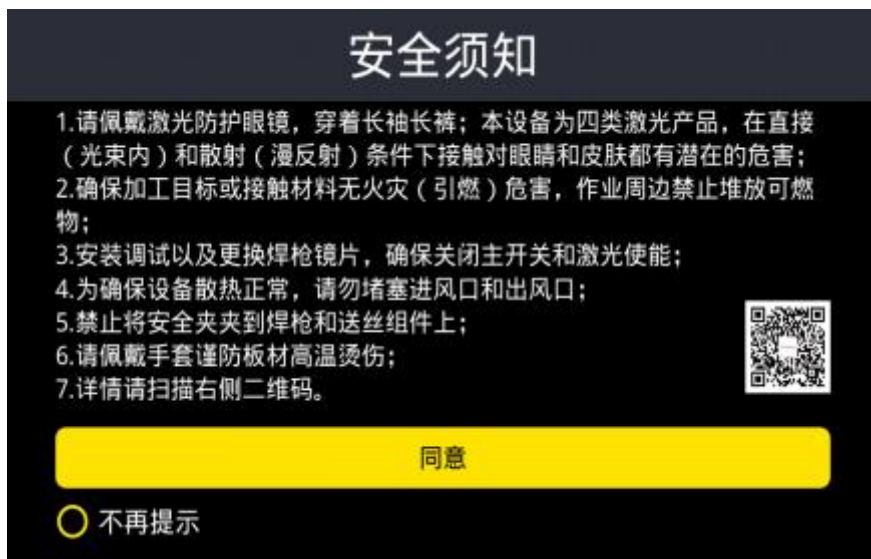 安全须知
1.请佩戴激光防护眼镜，穿着长袖长裤；本设备为四类激光产品，在直接
（光束内）和散射（漫反射）条件下接触对眼睛和皮肤都有潜在的危害；
2.确保加工目标或接触材料无火灾（引燃）危害，作业周边禁止堆放可燃
物；
3.安装调试以及更换焊枪镜片，确保关闭主开关和激光使能；
4.为确保设备散热正常，请勿堵塞进风口和出风口；
5.禁止将安全夹夹到焊枪和送丝组件上；
6.请佩戴手套谨防板材高温烫伤；
7.详情请扫描右侧二维码。
同意
不再提示